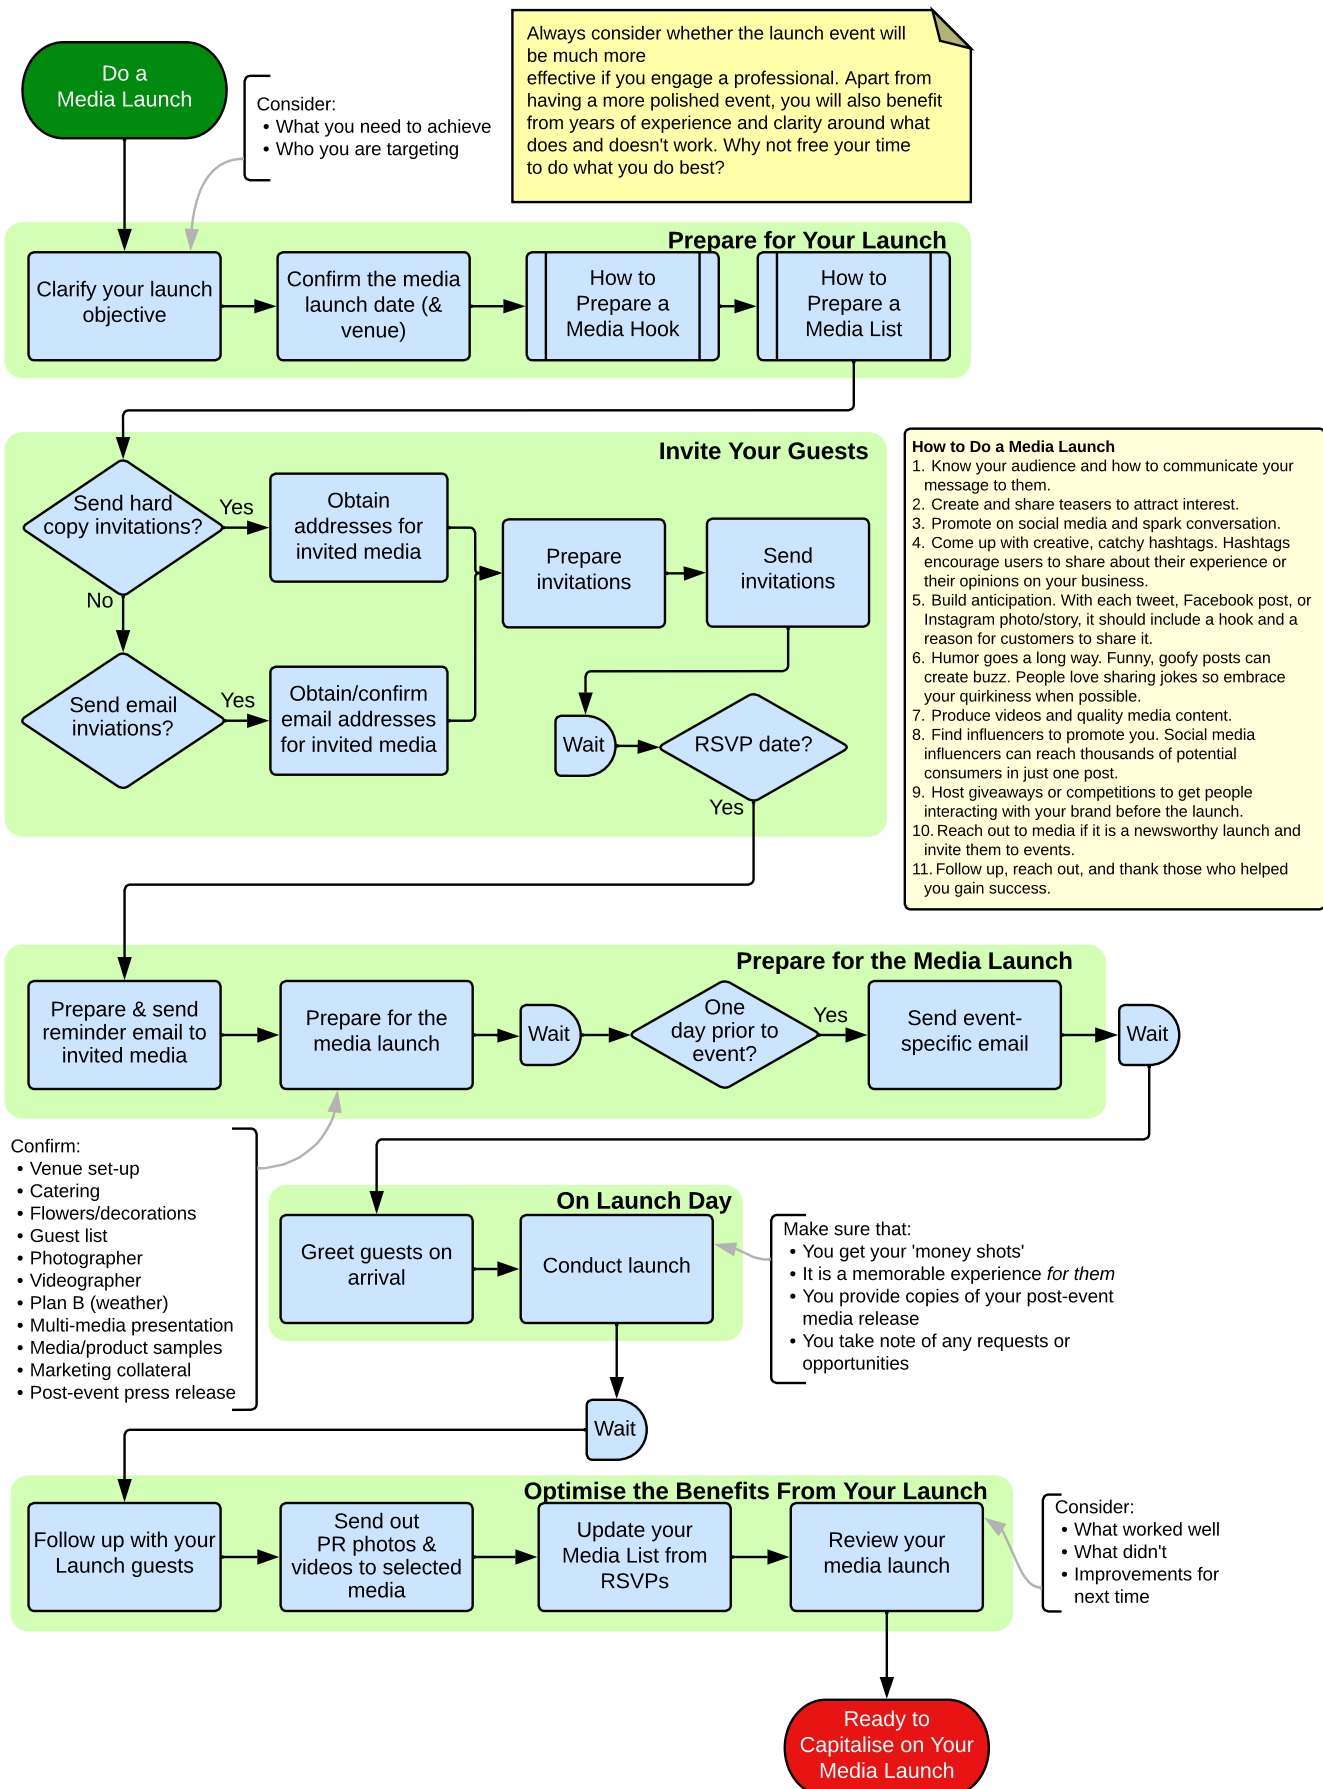 Do a
Media Launch
Consider:
• What you need to achieve
• Who you are targeting
Always consider whether the launch event will
be much more
effective if you engage a professional. Apart from
having a more polished event, you will also benefit
from years of experience and clarity around what
does and doesn't work. Why not free your time
to do what you do best?
Prepare for Your Launch
Clarify your launch
objective
Confirm the media
launch date (&
venue)
How to
Prepare a
Media Hook
How to
Prepare a
Media List
Invite Your Guests
Send hard
copy invitations?
Yes
No
Obtain
addresses for
invited media
Send email
inviations?
Yes
Obtain/confirm
email addresses
for invited media
Prepare
invitations
Send
invitations
Wait
RSVP date?
Yes
How to Do a Media Launch
1. Know your audience and how to communicate your
message to them.
2. Create and share teasers to attract interest.
3. Promote on social media and spark conversation.
4. Come up with creative, catchy hashtags. Hashtags
encourage users to share about their experience or
their opinions on your business.
5. Build anticipation. With each tweet, Facebook post, or
Instagram photo/story, it should include a hook and a
reason for customers to share it.
6. Humor goes a long way. Funny, goofy posts can
create buzz. People love sharing jokes so embrace
your quirkiness when possible.
7. Produce videos and quality media content.
8. Find influencers to promote you. Social media
influencers can reach thousands of potential
consumers in just one post.
9. Host giveaways or competitions to get people
interacting with your brand before the launch.
10. Reach out to media if it is a newsworthy launch and
invite them to events.
11. Follow up, reach out, and thank those who helped
you gain success.
Prepare for the Media Launch
Prepare & send
reminder email to
invited media
Prepare for the
media launch
Wait
One
day prior to
event?
Yes
Send event-
specific email
Wait
Confirm:
• Venue set-up
• Catering
• Flowers/decorations
• Guest list
• Photographer
• Videographer
• Plan B (weather)
• Multi-media presentation
• Media/product samples
• Marketing collateral
• Post-event press release
On Launch Day
Greet guests on
arrival
Conduct launch
Make sure that:
• You get your 'money shots'
• It is a memorable experience for them
• You provide copies of your post-event
media release
• You take note of any requests or
opportunities
Wait
Optimise the Benefits From Your Launch
Follow up with your
Launch guests
Send out
PR photos &
videos to selected
media
Update your
Media List from
RSVPs
Review your
media launch
Consider:
• What worked well
• What didn't
• Improvements for
next time
Ready to
Capitalise on Your
Media Launch